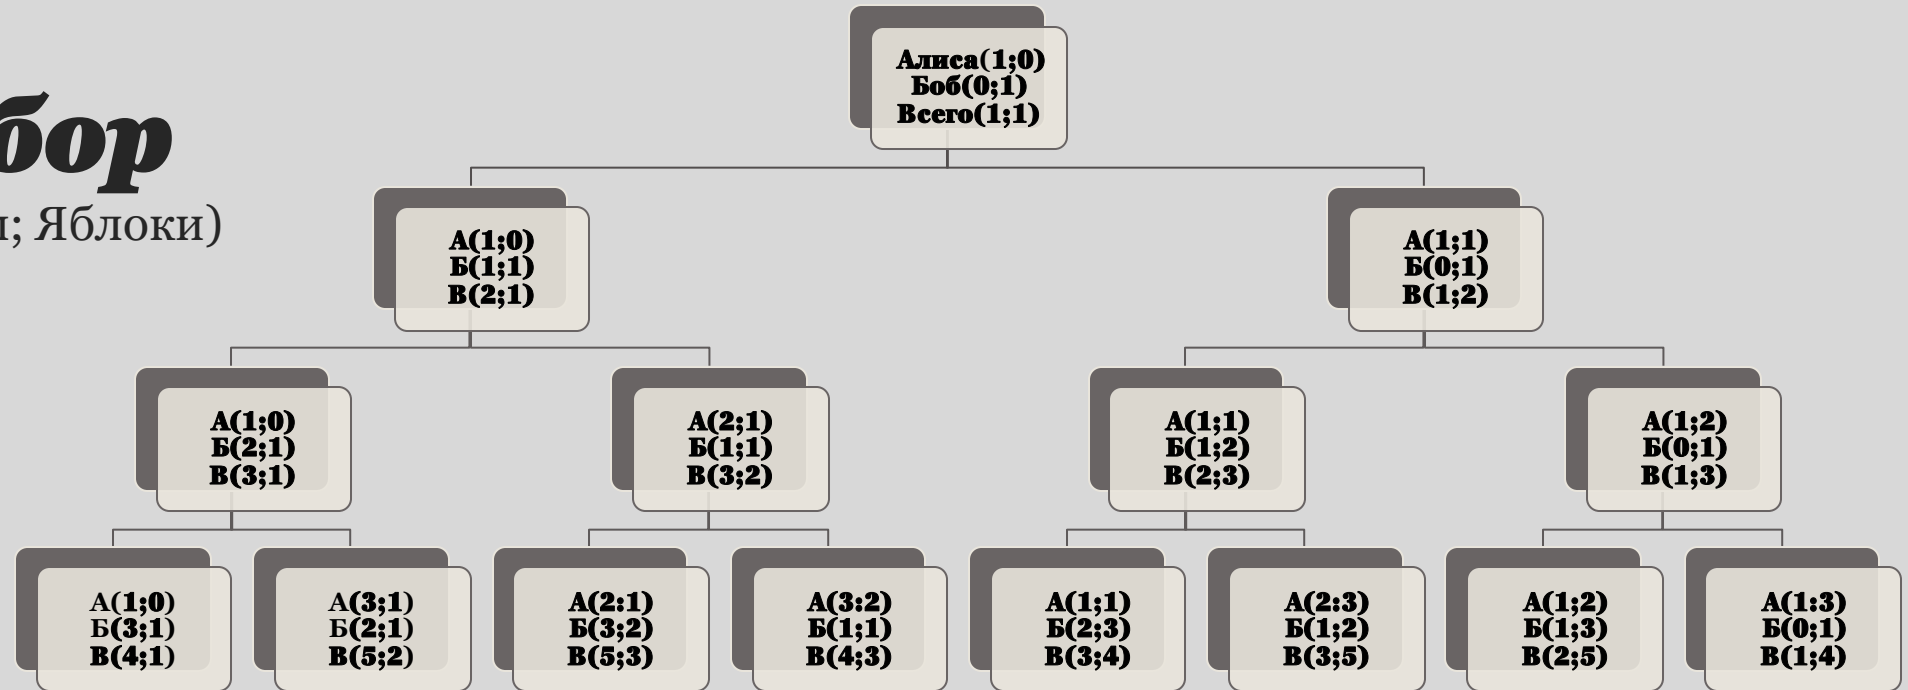 Алиса(1;0)
Боб(0;1)
Всего(1;1)
бор
; Яблоки)
А(1;0)
Б(1;1)
В(2;1)
А(1;1)
Б(0;1)
В(1;2)
А(1;0)
Б(2;1)
В(3;1)
А(2;1)
Б(1;1)
В(3;2)
А(1;1)
Б(1;2)
В(2;3)
А(1;2)
Б(0;1)
В(1;3)
А(1;0)
Б(3;1)
В(4;1)
А(3;1)
Б(2;1)
В(5;2)
А(2:1)
Б(3;2)
В(5;3)
А(3:2)
Б(1;1)
В(4;3)
А(1;1)
Б(2;3)
В(3;4)
А(2:3)
Б(1;2)
В(3;5)
А(1;2)
Б(1;3)
В(2;5)
А(1:3)
Б(0;1)
В(1;4)